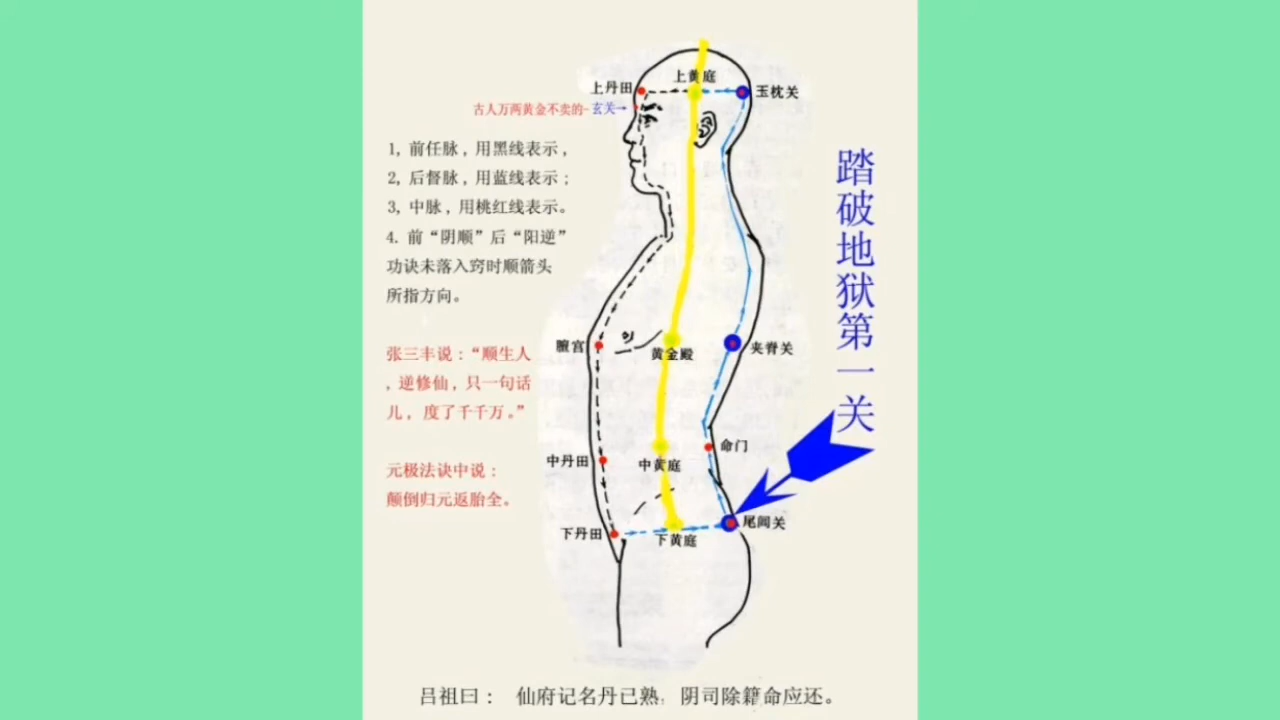 上丹田
上黄庭
玉枕关
古人万两黄金不卖的-玄关→
1, 前任脉，用黑线表示，
2, 后督脉，用蓝线表示；
3, 中脉，用桃红线表示。
4. 前“阴顺”后“阳逆”
功诀未落入窍时顺箭头
所指方向。
踏破地狱第一关
膻宫
黄金殿
夹脊关
张三丰说：“顺生人
，逆修仙，只一句话
儿，度了千千万。”
命门
中丹田
中黄庭
元极法诀中说：
颠倒归元返胎全。
尾闾关
下丹田
下黄庭
吕祖曰： 仙府记名丹已熟，阴司除籍命应还。